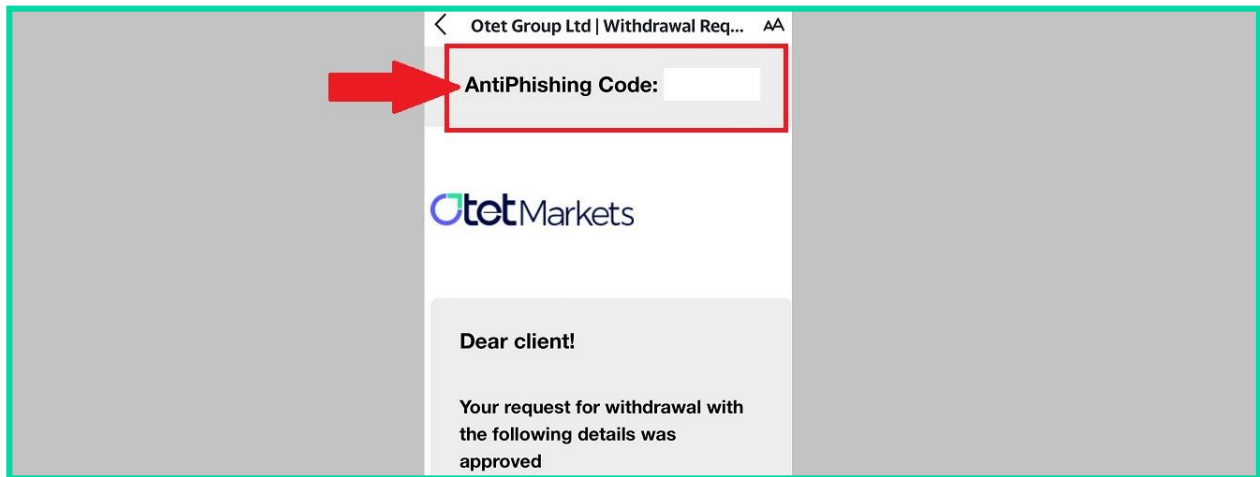 Otet Group Ltd | Withdrawal Req...
AntiPhishing Code:
OtetMarkets
Dear client!
Your request for withdrawal with
the following details was
approved